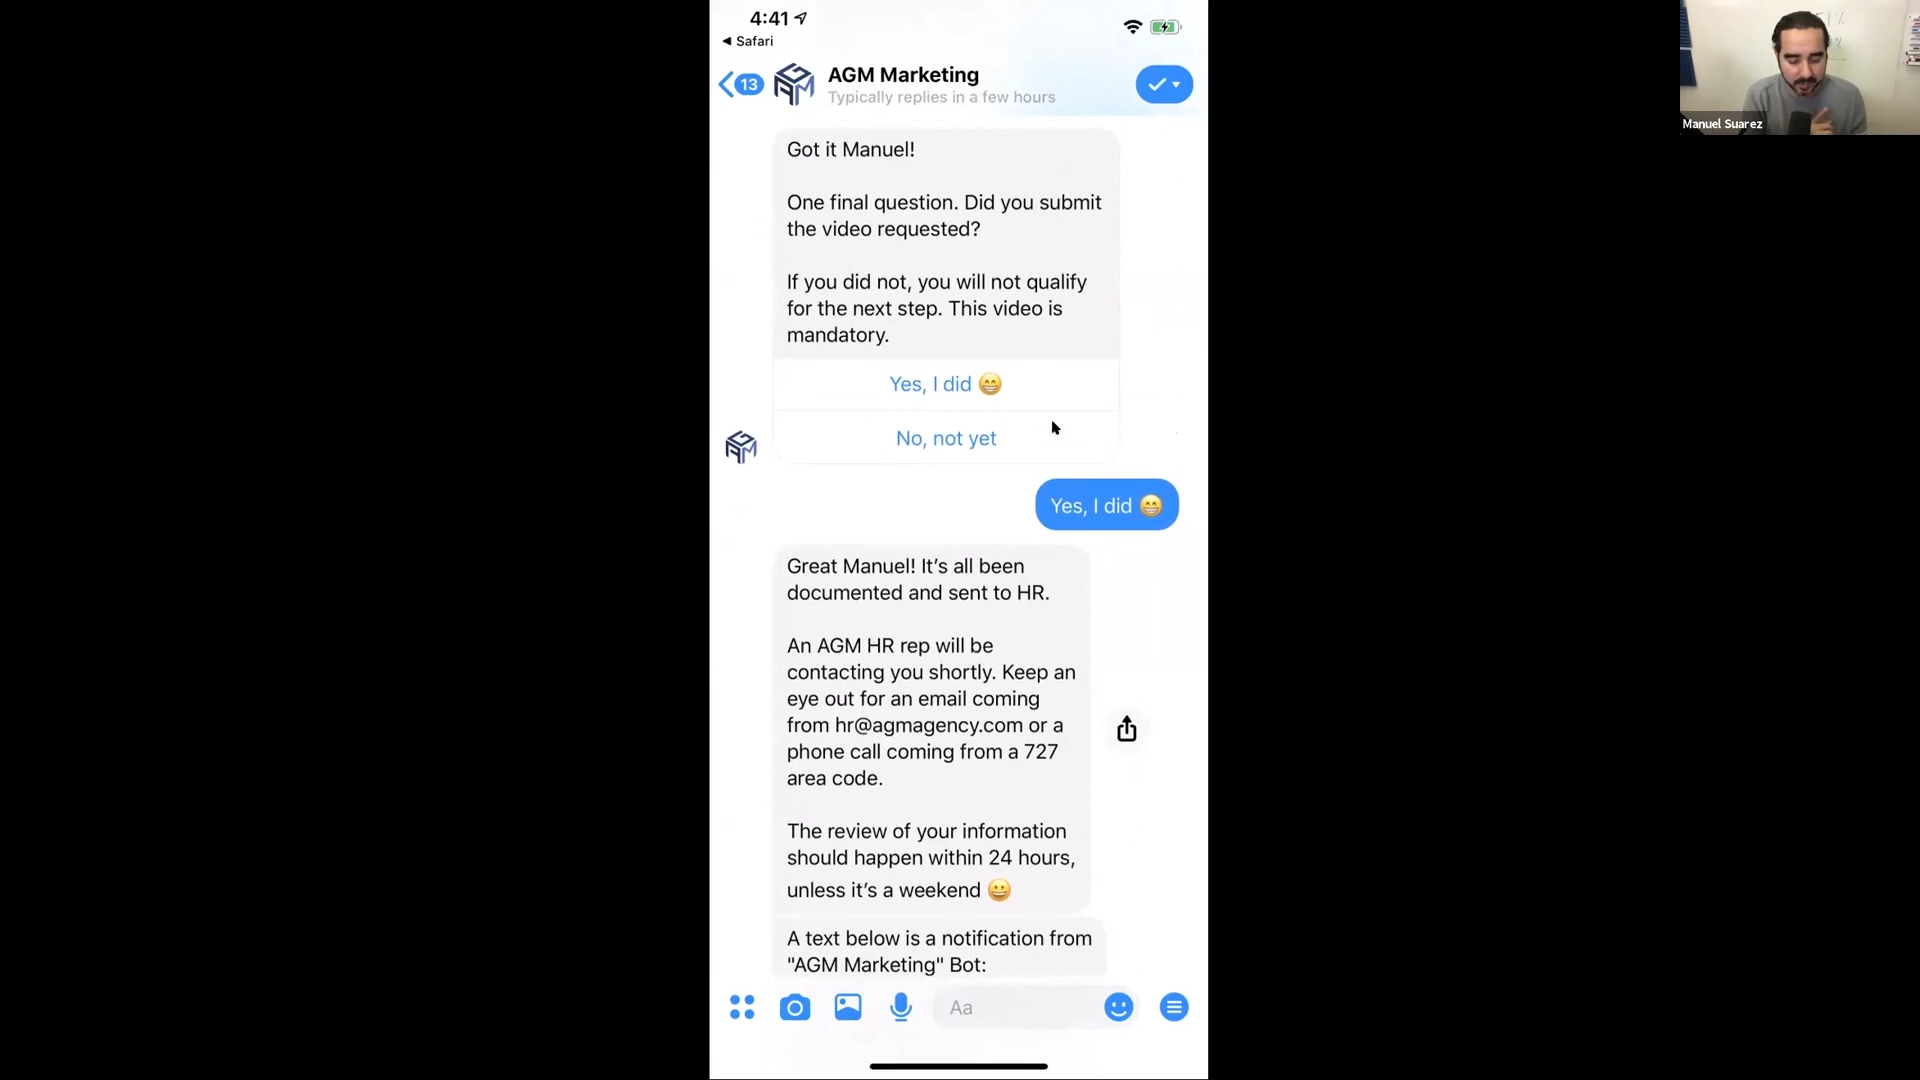 4:41
◀ Safari
13
AGM Marketing
Typically replies in a few hours
Manuel Suarez
Got it Manuel!
One final question. Did you submit
the video requested?
If you did not, you will not qualify
for the next step. This video is
mandatory.
Yes, I did 😁
No, not yet
Yes, I did 😁
Great Manuel! It’s all been
documented and sent to HR.
An AGM HR rep will be
contacting you shortly. Keep an
eye out for an email coming
from hr@agmagency.com or a
phone call coming from a 727
area code.
The review of your information
should happen within 24 hours,
unless it’s a weekend 😀
A text below is a notification from
"AGM Marketing" Bot:
Aa